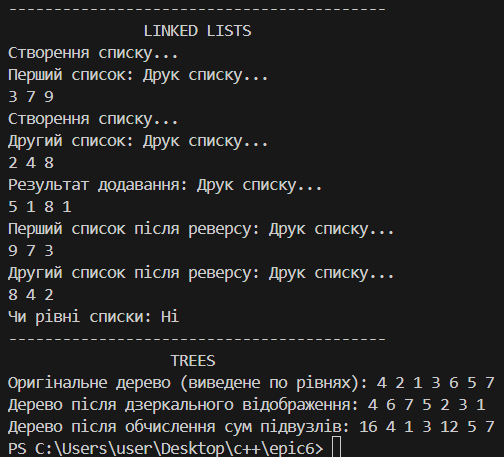 -----------------------------------------
LINKED LISTS
Створення списку...
Перший список: Друк списку...
3 7 9
Створення списку...
Другий список: Друк списку...
2 4 8
Результат додавання: Друк списку...
5 1 8 1
Перший список після реверсу: Друк списку...
9 7 3
Другий список після реверсу: Друк списку...
8 4 2
Чи рівні списки: Ні
-----------------------------------------
TREES
Оригінальне дерево (виведене по рівнях): 4 2 1 3 6 5 7
Дерево після дзеркального відображення: 4 6 7 5 2 3 1
Дерево після обчислення сум підвузлів: 16 4 1 3 12 5 7
PS C:\Users\user\Desktop\c++\epic6>